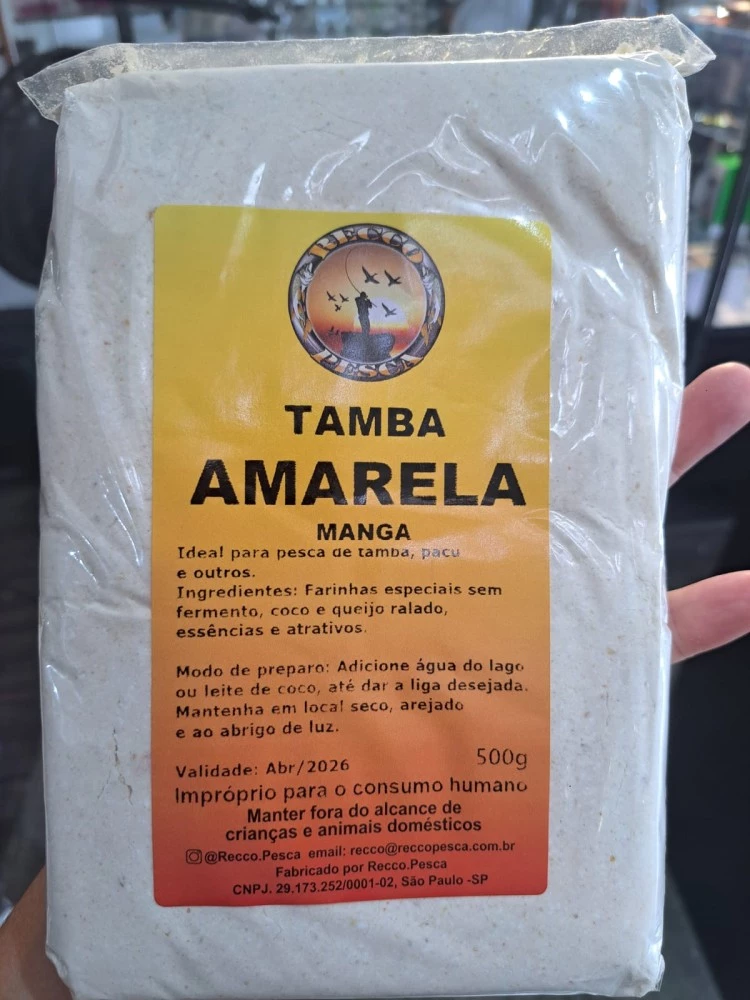 RECCO
PESCA
TAMBA
AMARELA
MANGA
Ideal para pesca de tamba, pacu
e outros.
Ingredientes: Farinhas especiais sem
fermento, coco e queijo ralado,
essências e atrativos.
Modo de preparo: Adicione água do lago
ou leite de coco, até dar a liga desejada.
Mantenha em local seco, arejado
e ao abrigo de luz.
Validade: Abr/2026 500g
Impróprio para o consumo humano
Manter fora do alcance de
crianças e animais domésticos
@Recco.Pesca email: recco@reccopesca.com.br
Fabricado por Recco.Pesca
CNPJ. 29.173.252/0001-02, São Paulo -SP